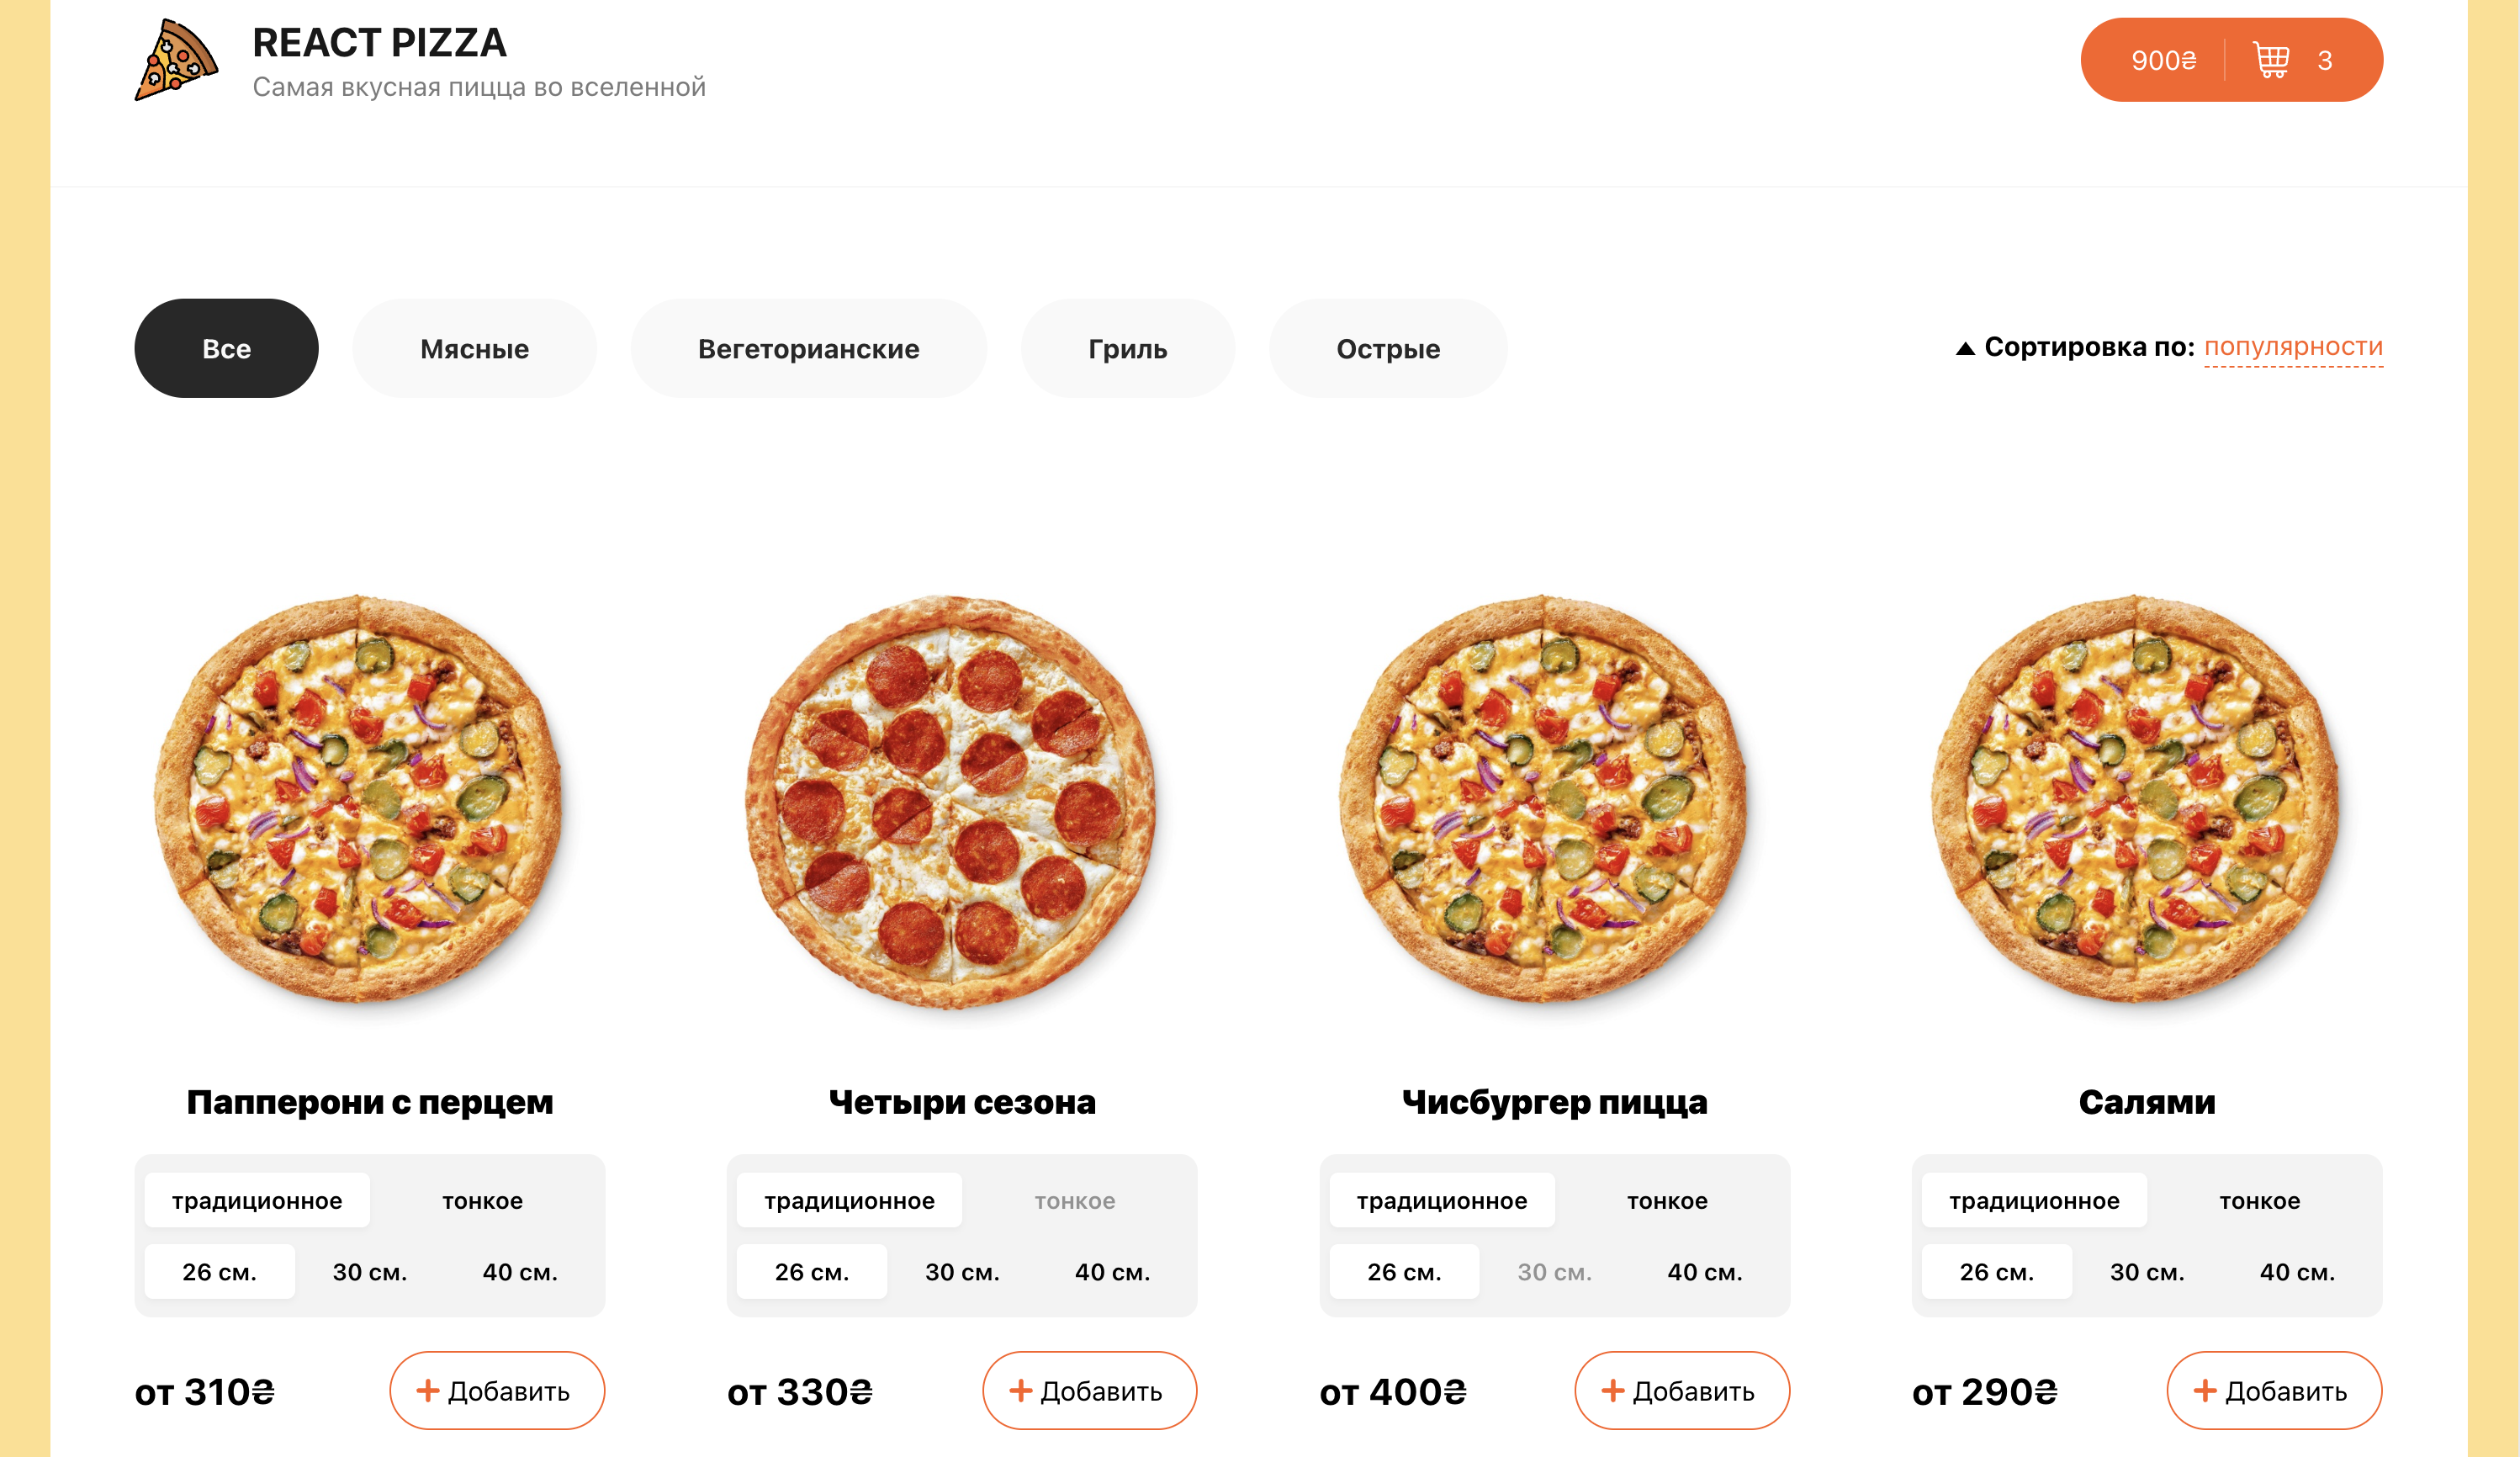 REACT PIZZA
Самая вкусная пицца во вселенной
900₴ 3
Все Мясные Вегеторианские Гриль Острые Сортировка по: популярности
Папперони с перцем Четыри сезона Чисбургер пицца Салями
традиционное тонкое традиционное тонкое традиционное тонкое традиционное тонкое
26 см. 30 см. 40 см. 26 см. 30 см. 40 см. 26 см. 30 см. 40 см. 26 см. 30 см. 40 см.
от 310₴ + Добавить от 330₴ + Добавить от 400₴ + Добавить от 290₴ + Добавить